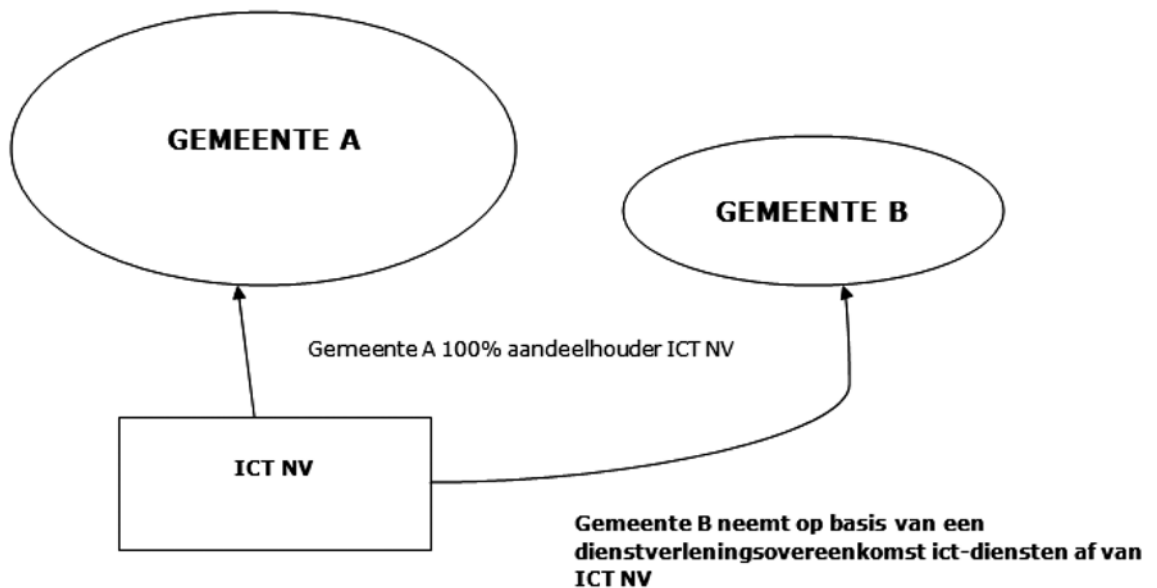 GEMEENTE A
GEMEENTE B
Gemeente A 100% aandeelhouder ICT NV
ICT NV
Gemeente B neemt op basis van een
dienstverleningsovereenkomst ict-diensten af van
ICT NV